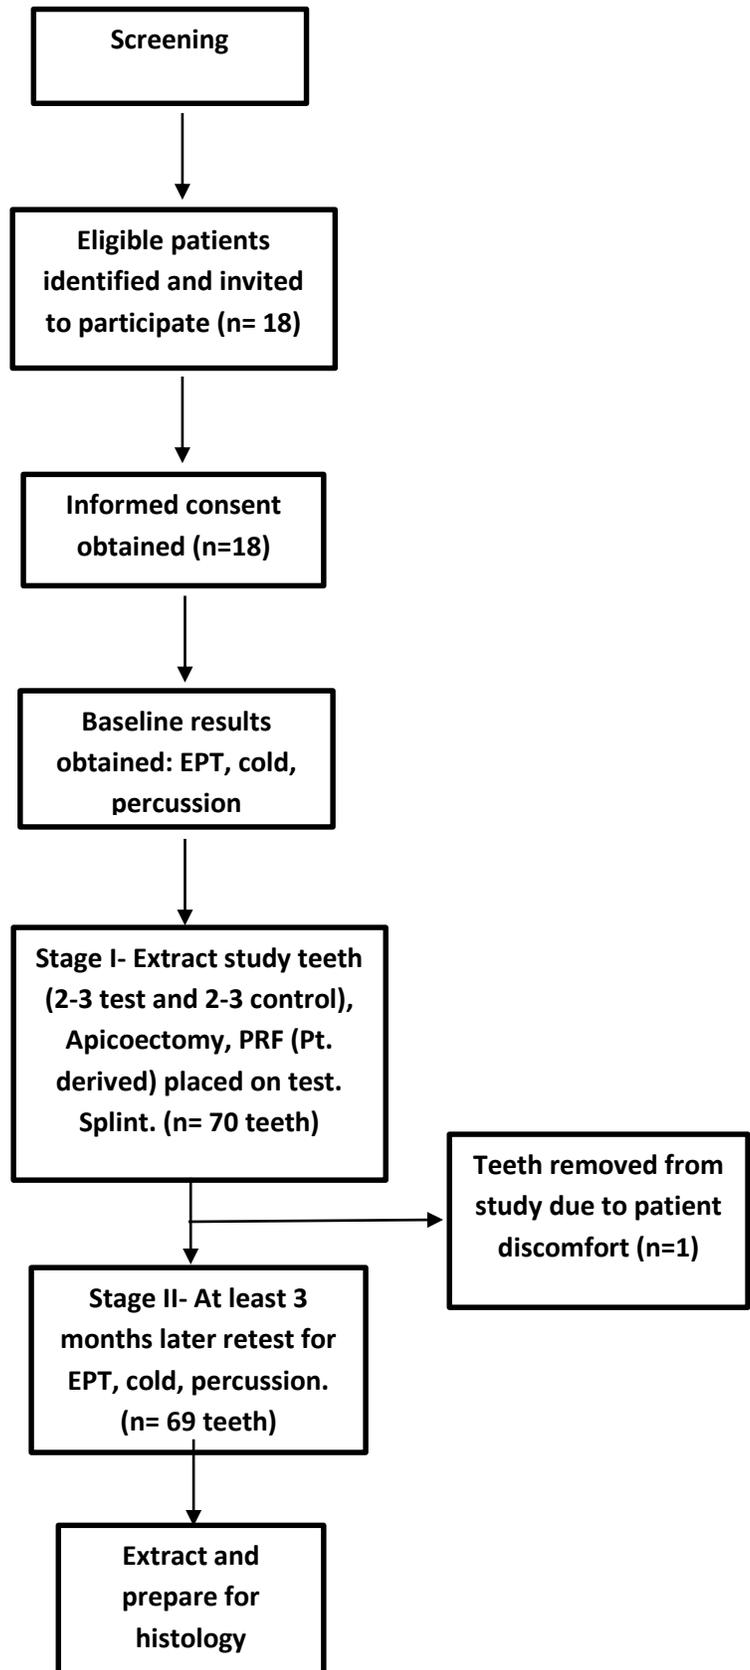 Screening
Eligible patients
identified and invited
to participate (n= 18)
Informed consent
obtained (n=18)
Baseline results
obtained: EPT, cold,
percussion
Stage I- Extract study teeth
(2-3 test and 2-3 control),
Apicoectomy, PRF (Pt.
derived) placed on test.
Splint. (n= 70 teeth)
Teeth removed from
study due to patient
discomfort (n=1)
Stage II- At least 3
months later retest for
EPT, cold, percussion.
(n= 69 teeth)
Extract and
prepare for
histology